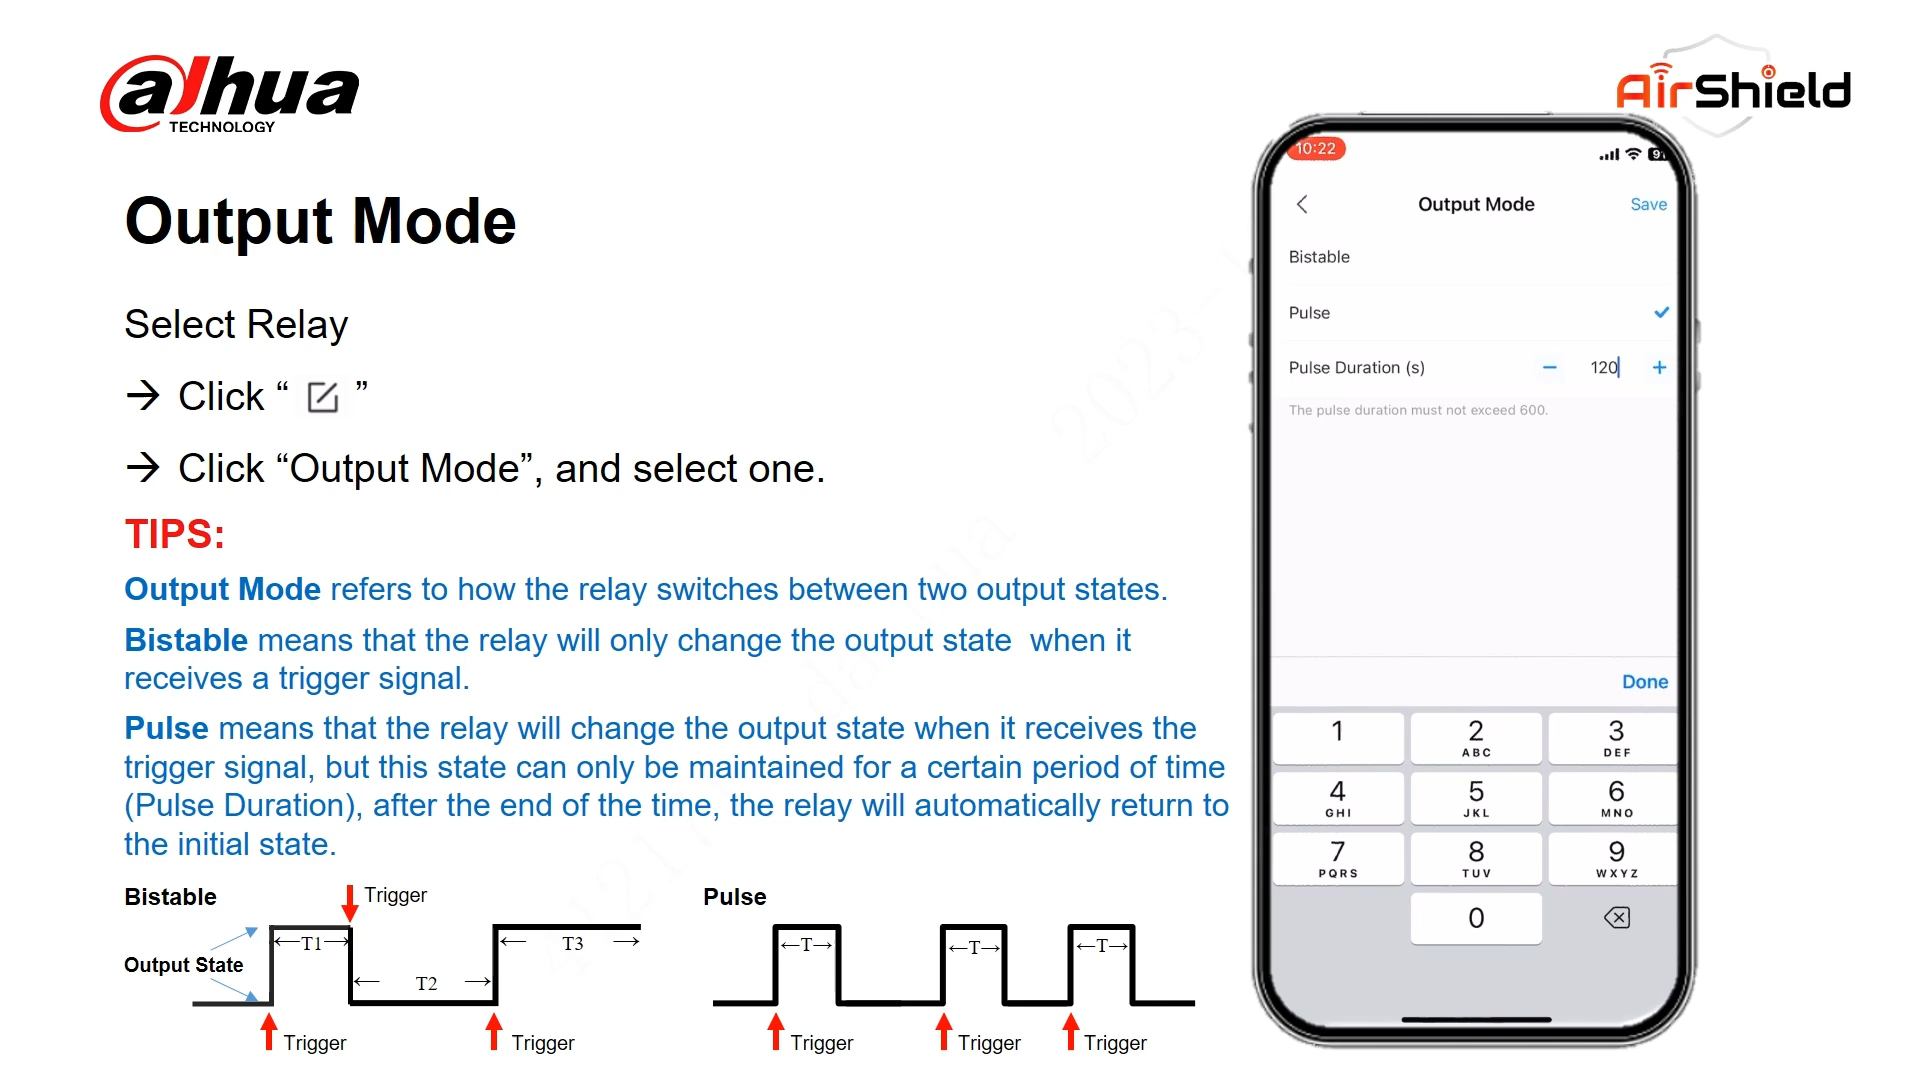 alhua
TECHNOLOGY
AirShield
Output Mode
Select Relay
→ Click “ ”
→ Click “Output Mode”, and select one.
TIPS:
Output Mode refers to how the relay switches between two output states.
Bistable means that the relay will only change the output state when it
receives a trigger signal.
Pulse means that the relay will change the output state when it receives the
trigger signal, but this state can only be maintained for a certain period of time
(Pulse Duration), after the end of the time, the relay will automatically return to
the initial state.
Bistable
Trigger
Output State
←T1→
← T2 →
← T3 →
Trigger
Trigger
Pulse
←T→
←T→
←T→
Trigger
Trigger
Trigger
10:22
Output Mode
Save
Bistable
Pulse
Pulse Duration (s)
− 120 +
The pulse duration must not exceed 600.
Done
1
2
ABC
3
DEF
4
GHI
5
JKL
6
MNO
7
PQRS
8
TUV
9
WXYZ
0